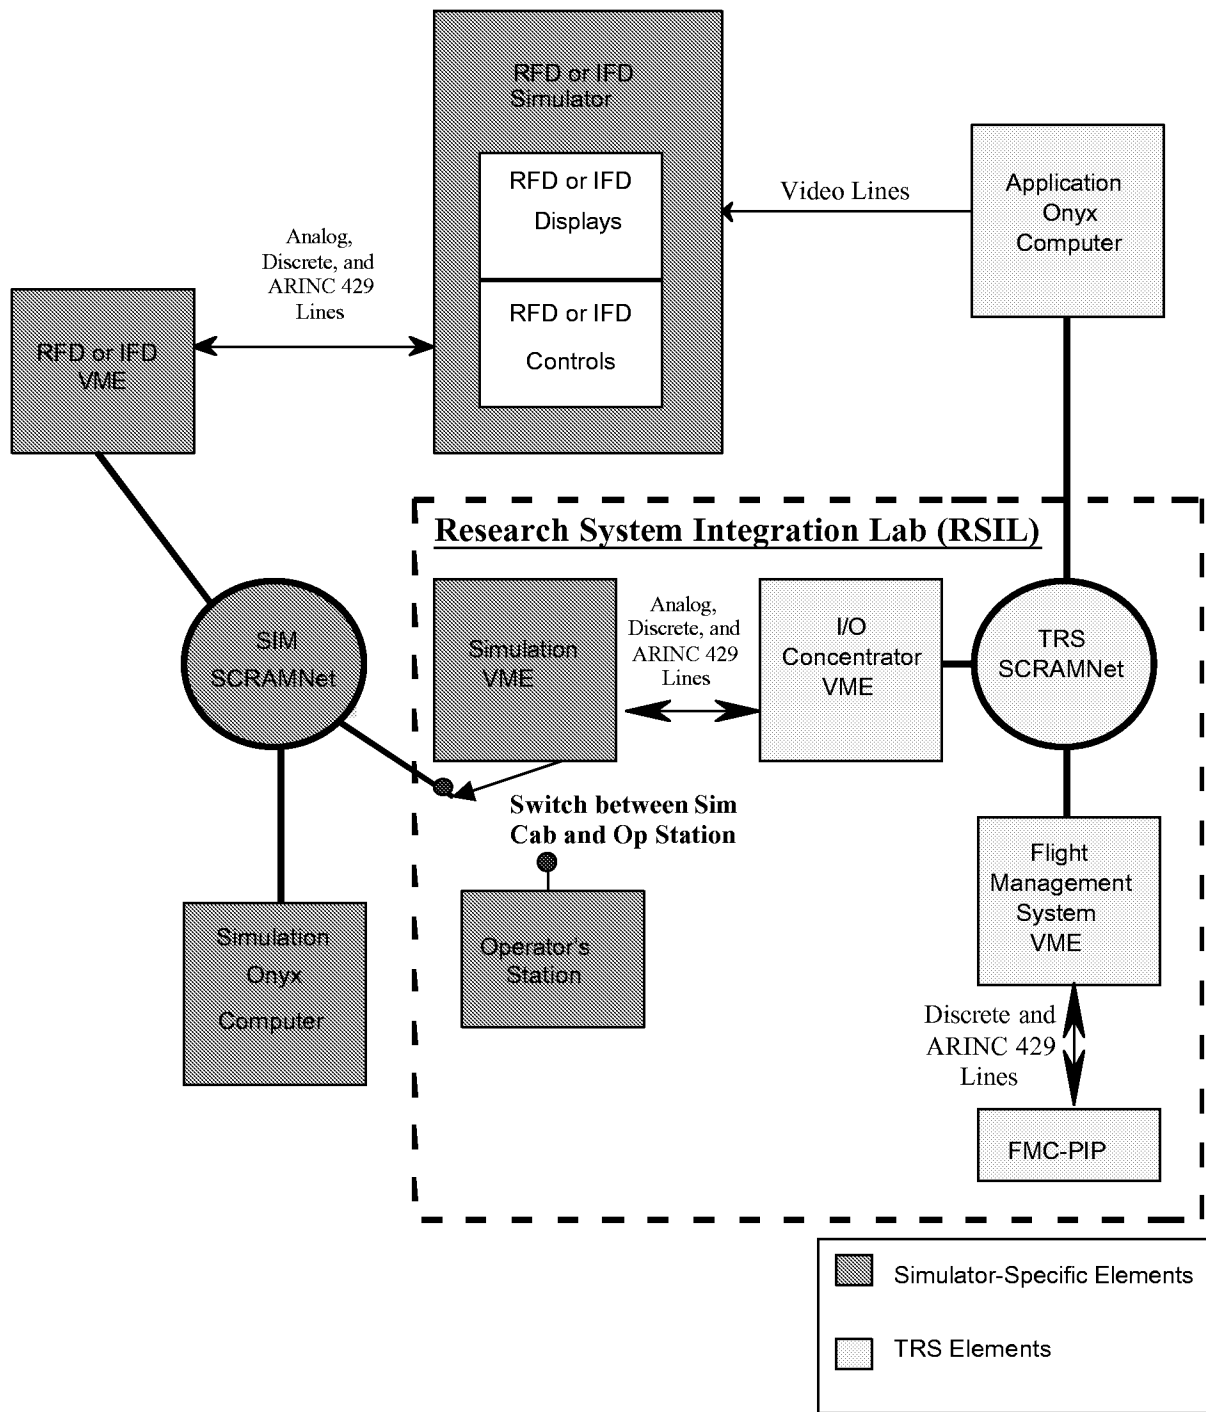 RFD or IFD
Simulator
RFD or IFD
Displays
RFD or IFD
Controls
Video Lines
Application
Onyx
Computer
Analog,
Discrete, and
ARINC 429
Lines
RFD or IFD
VME
Research System Integration Lab (RSIL)
SIM
SCRAMNet
Simulation
VME
Analog,
Discrete, and
ARINC 429
Lines
I/O
Concentrator
VME
TRS
SCRAMNet
Switch between Sim
Cab and Op Station
Operator's
Station
Simulation
Onyx
Computer
Flight
Management
System
VME
Discrete and
ARINC 429
Lines
FMC-PIP
Simulator-Specific Elements
TRS Elements